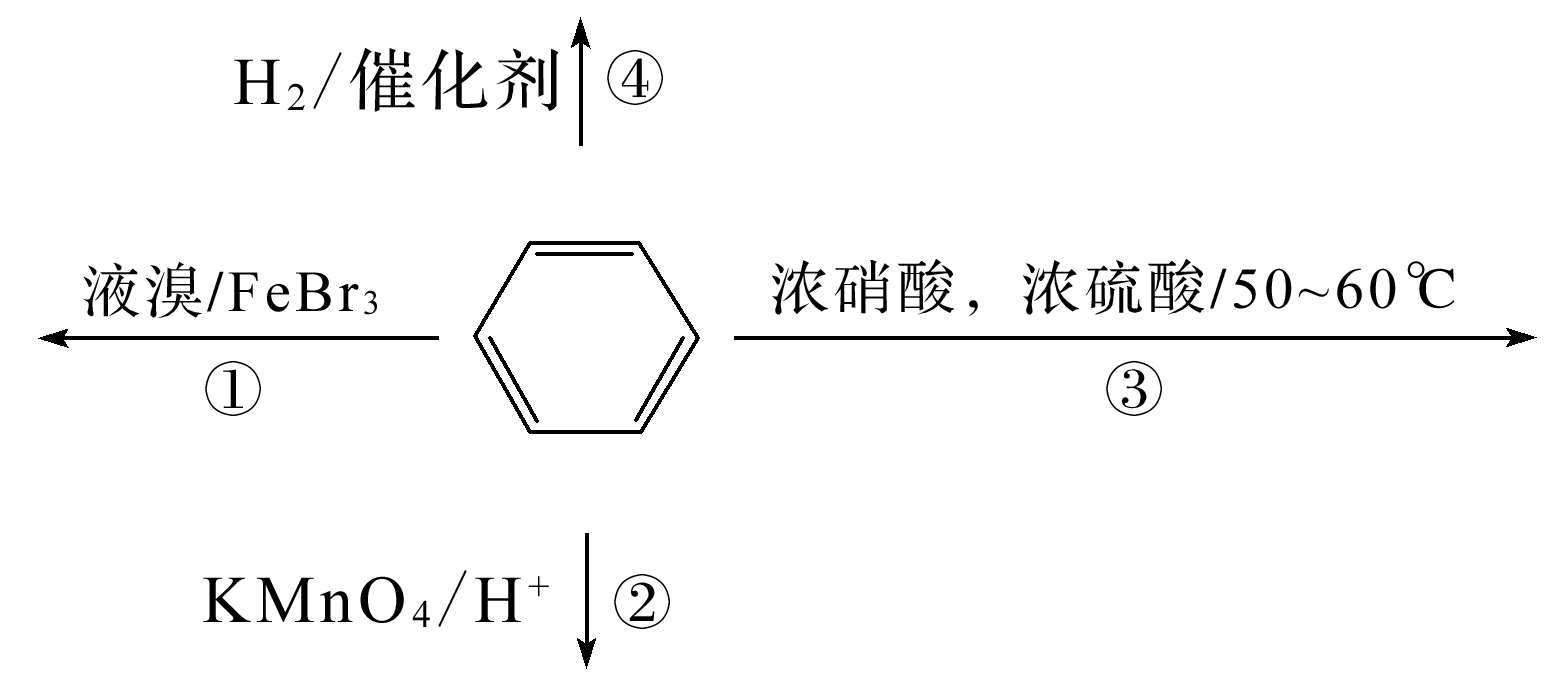 H₂/催化剂 ④
液溴/FeBr₃
①
浓硝酸，浓硫酸/50~60℃
③
KMnO₄/H⁺ ②